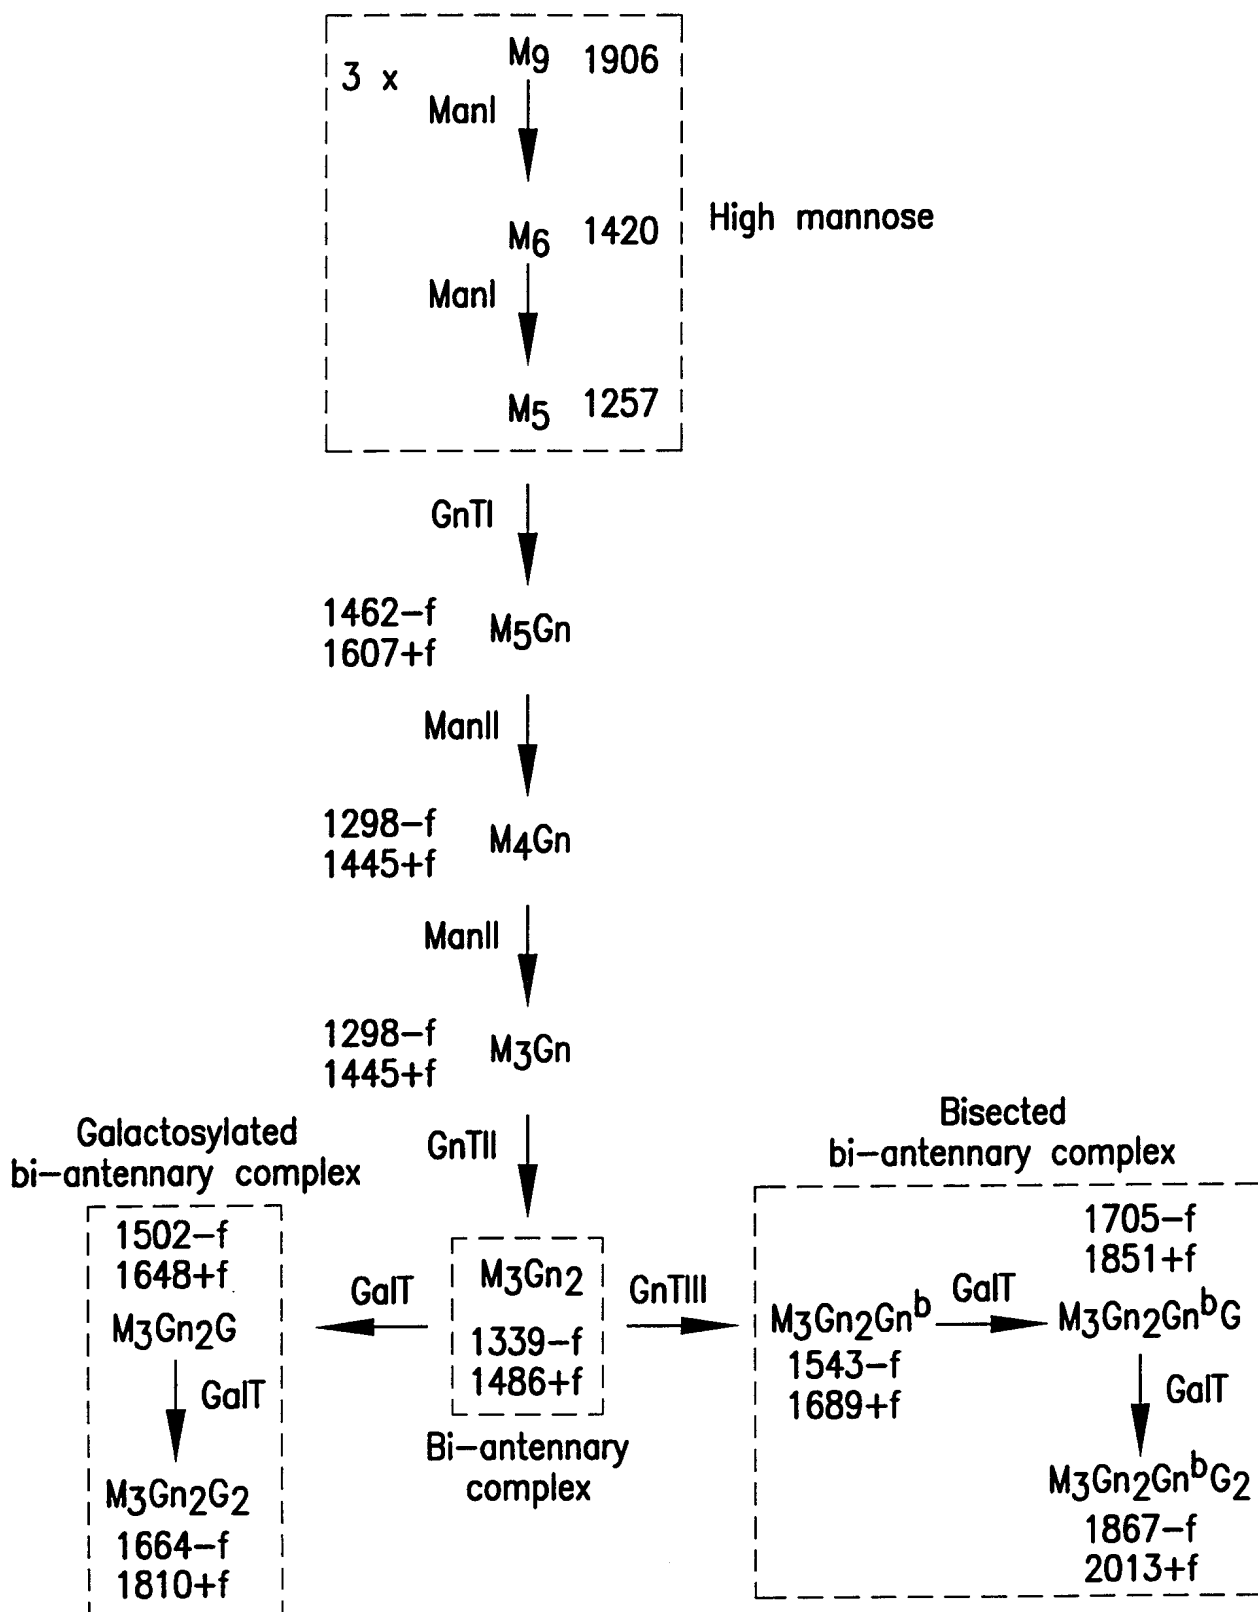 3 x
M9 1906
ManI
M6 1420
High mannose
ManI
M5 1257
GnTI
1462-f
1607+f
M5Gn
ManII
1298-f
1445+f
M4Gn
ManII
1298-f
1445+f
M3Gn
GnTII
Galactosylated
bi-antennary complex
1502-f
1648+f
M3Gn2G
GalT
M3Gn2G2
1664-f
1810+f
GalT
M3Gn2
1339-f
1486+f
Bi-antennary
complex
GnTIII
Bisected
bi-antennary complex
1705-f
1851+f
M3Gn2Gnb
1543-f
1689+f
GalT
M3Gn2GnbG
GalT
M3Gn2GnbG2
1867-f
2013+f